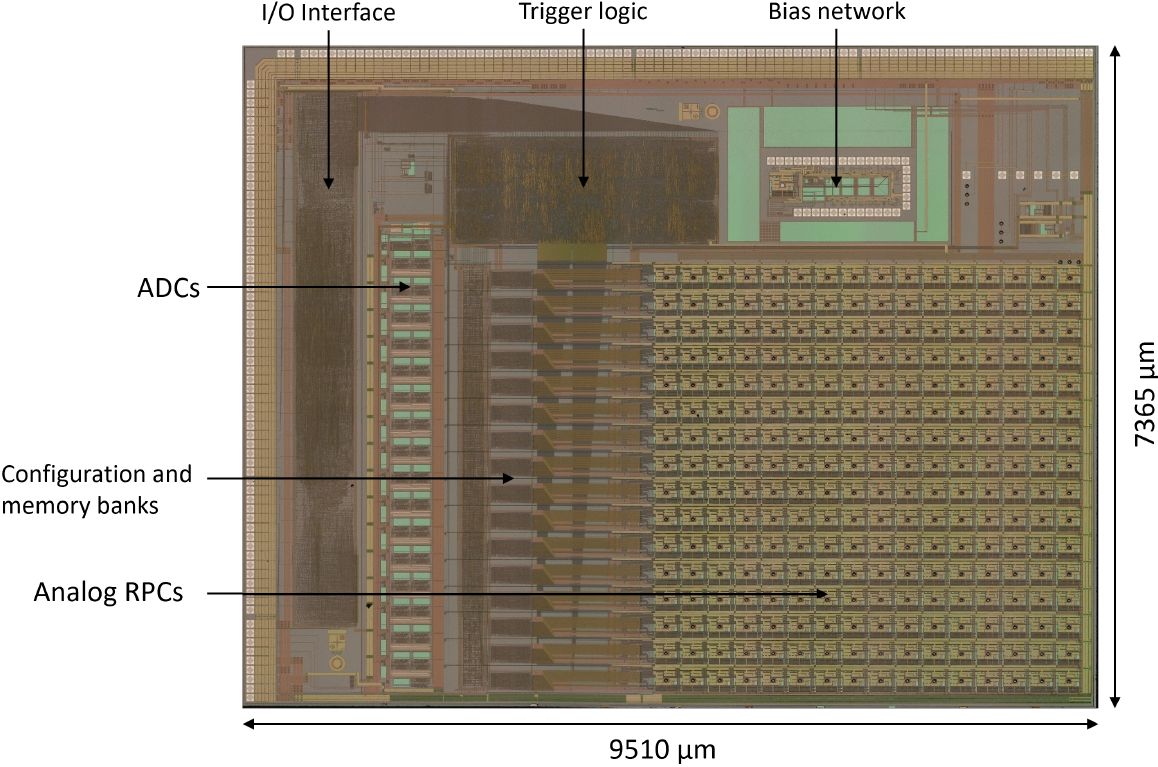 I/O Interface
Trigger logic
Bias network
ADCs
Configuration and
memory banks
Analog RPCs
7365 µm
9510 µm